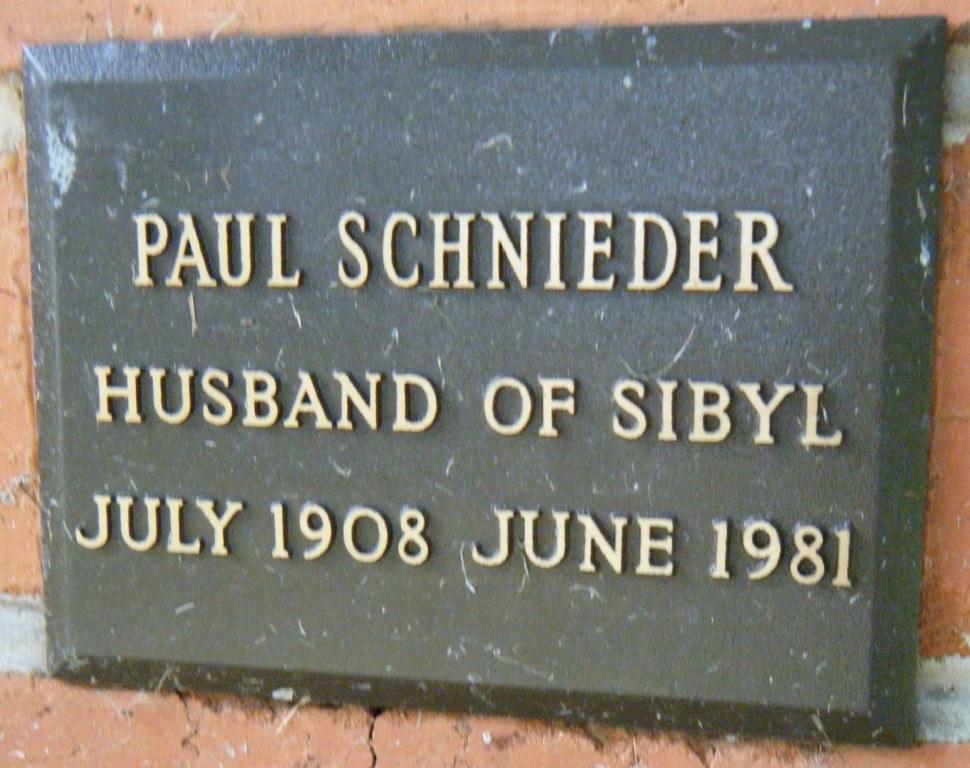 PAUL SCHNIEDER
HUSBAND OF SIBYL
JULY 1908 JUNE 1981